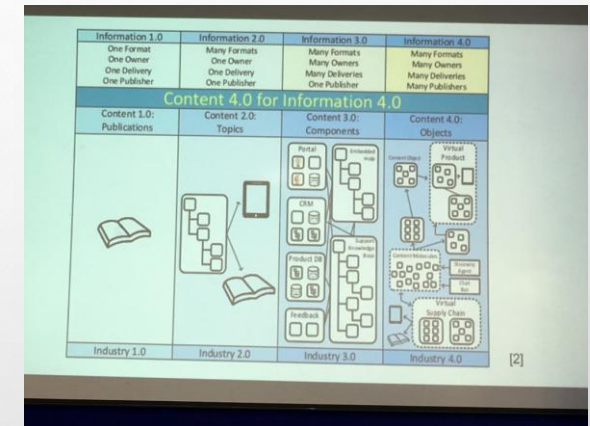 Information 1.0
One Format
One Owner
One Delivery
One Publisher
Information 2.0
Many Formats
One Owner
One Delivery
One Publisher
Information 3.0
Many Formats
Many Owners
Many Deliveries
One Publisher
Information 4.0
Many Formats
Many Owners
Many Deliveries
Many Publishers
Content 4.0 for Information 4.0
Content 1.0:
Publications
Content 2.0:
Topics
Content 3.0:
Components
Content 4.0:
Objects
Portal
CRM
Product DB
Feedback
Embedded
Help
Support
Knowledge
Base
Content Object
Virtual
Product
Content Molecules
Discovery
Agent
Chat
Bot
Virtual
Supply Chain
Industry 1.0
Industry 2.0
Industry 3.0
Industry 4.0
[2]